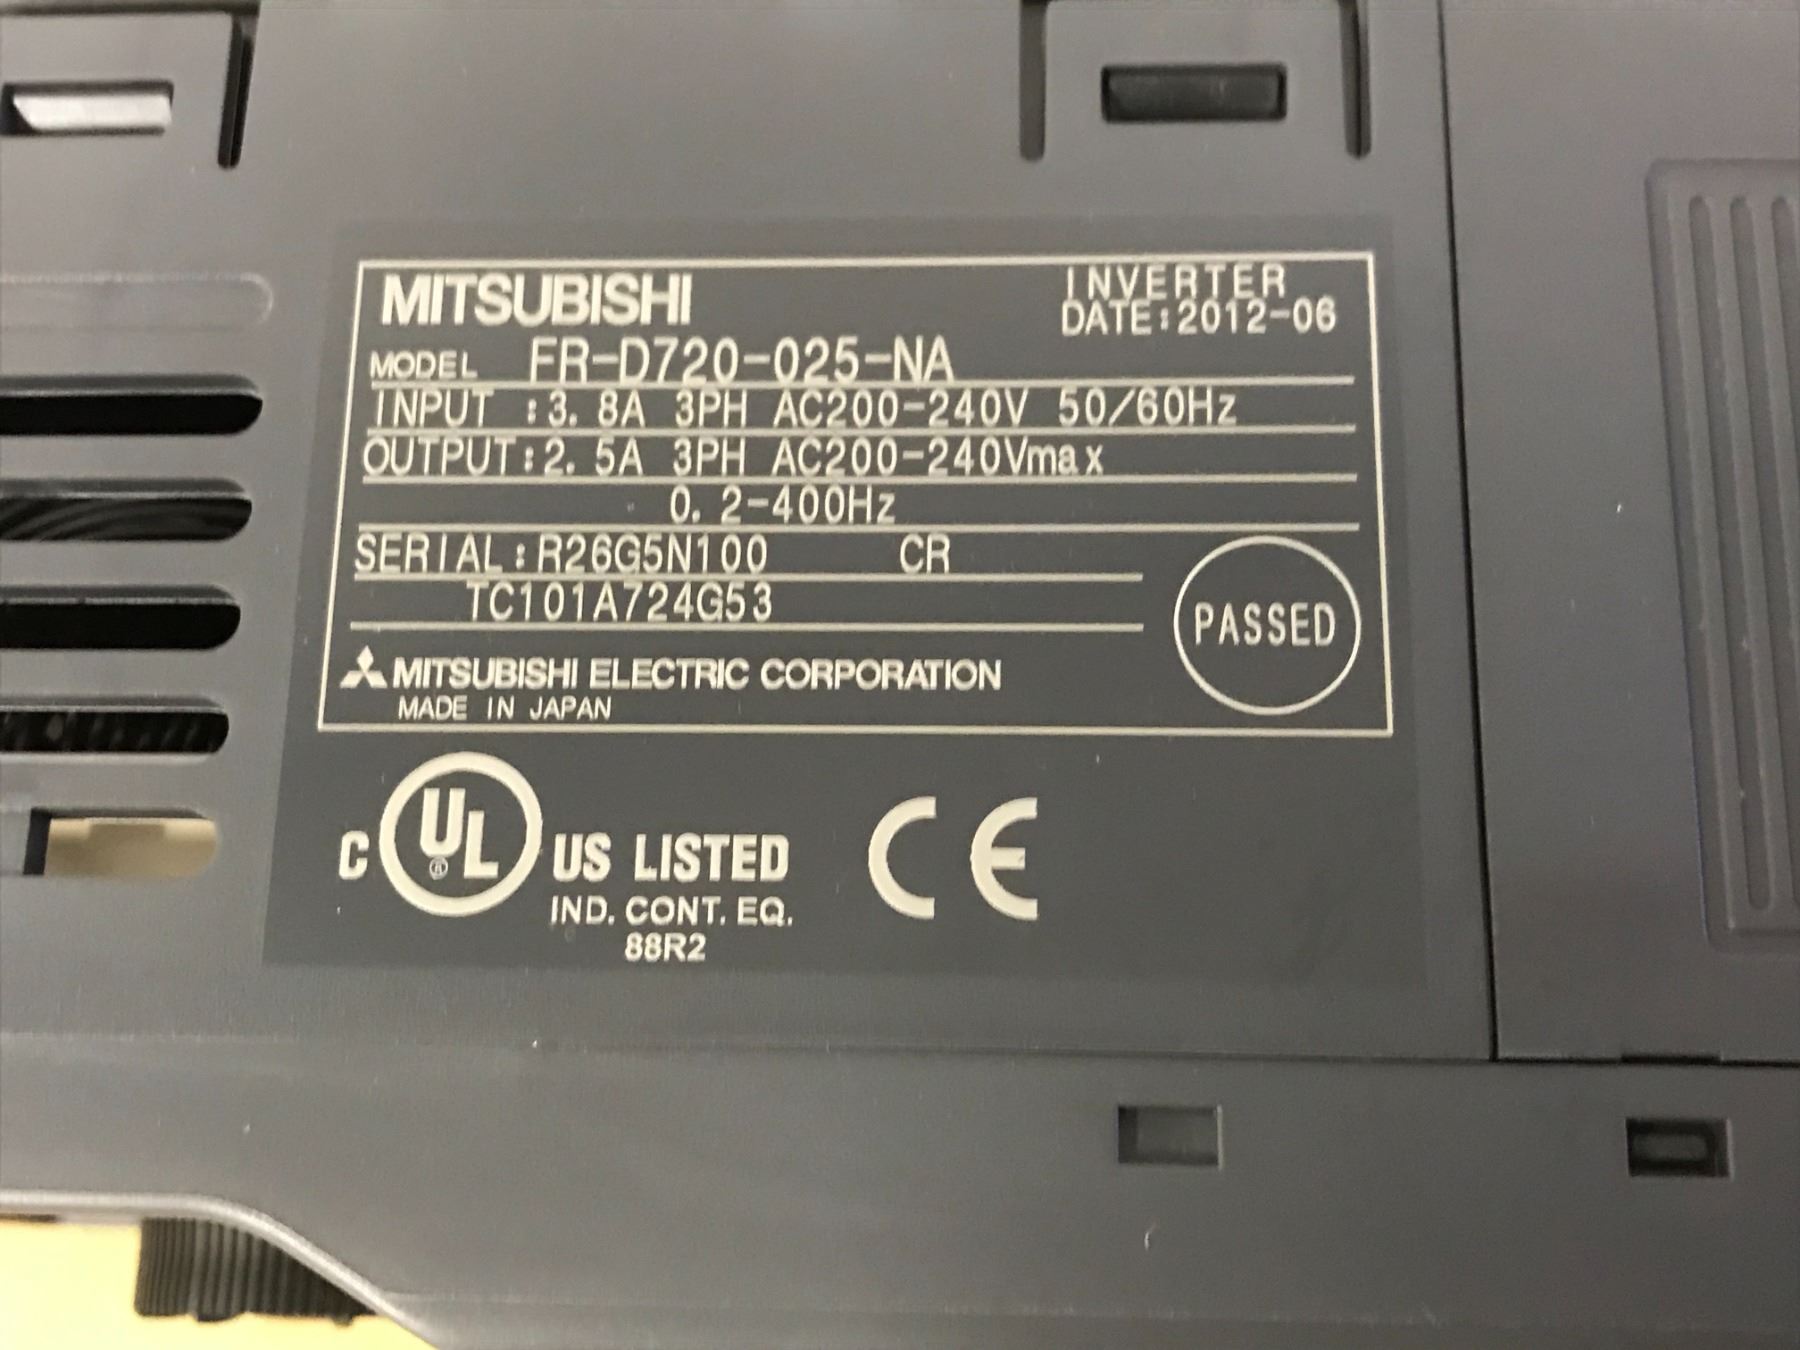 MITSUBISHI
INVERTER
DATE:2012-06
MODEL FR-D720-025-NA
INPUT :3.8A 3PH AC200-240V 50/60Hz
OUTPUT:2.5A 3PH AC200-240Vmax
0.2-400Hz
SERIAL:R26G5N100 CR
TC101A724G53
PASSED
MITSUBISHI ELECTRIC CORPORATION
MADE IN JAPAN
C UL ® US LISTED
IND. CONT. EQ.
88R2
CE